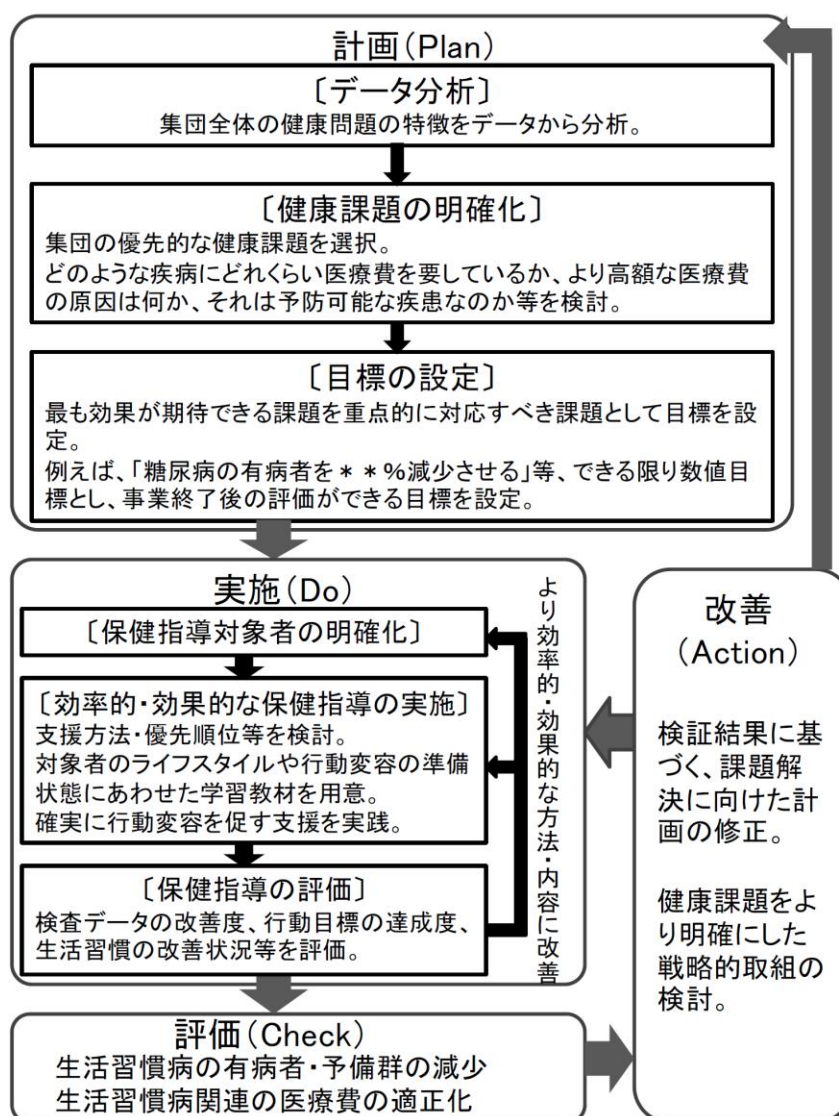 計画(Plan)
〔データ分析〕
集団全体の健康問題の特徴をデータから分析。
〔健康課題の明確化〕
集団の優先的な健康課題を選択。
どのような疾病にどれくらい医療費を要しているか、より高額な医療費
の原因は何か、それは予防可能な疾患なのか等を検討。
〔目標の設定〕
最も効果が期待できる課題を重点的に対応すべき課題として目標を設
定。
例えば、「糖尿病の有病者を＊＊%減少させる」等、できる限り数値目
標とし、事業終了後の評価ができる目標を設定。
実施(Do)
〔保健指導対象者の明確化〕
〔効率的・効果的な保健指導の実施〕
支援方法・優先順位等を検討。
対象者のライフスタイルや行動変容の準備
状態にあわせた学習教材を用意。
確実に行動変容を促す支援を実践。
〔保健指導の評価〕
検査データの改善度、行動目標の達成度、
生活習慣の改善状況等を評価。
より効率的・効果的な方法・内容に改善
評価(Check)
生活習慣病の有病者・予備群の減少
生活習慣病関連の医療費の適正化
改善
(Action)
検証結果に基
づく、課題解
決に向けた計
画の修正。
健康課題をよ
り明確にした
戦略的取組の
検討。